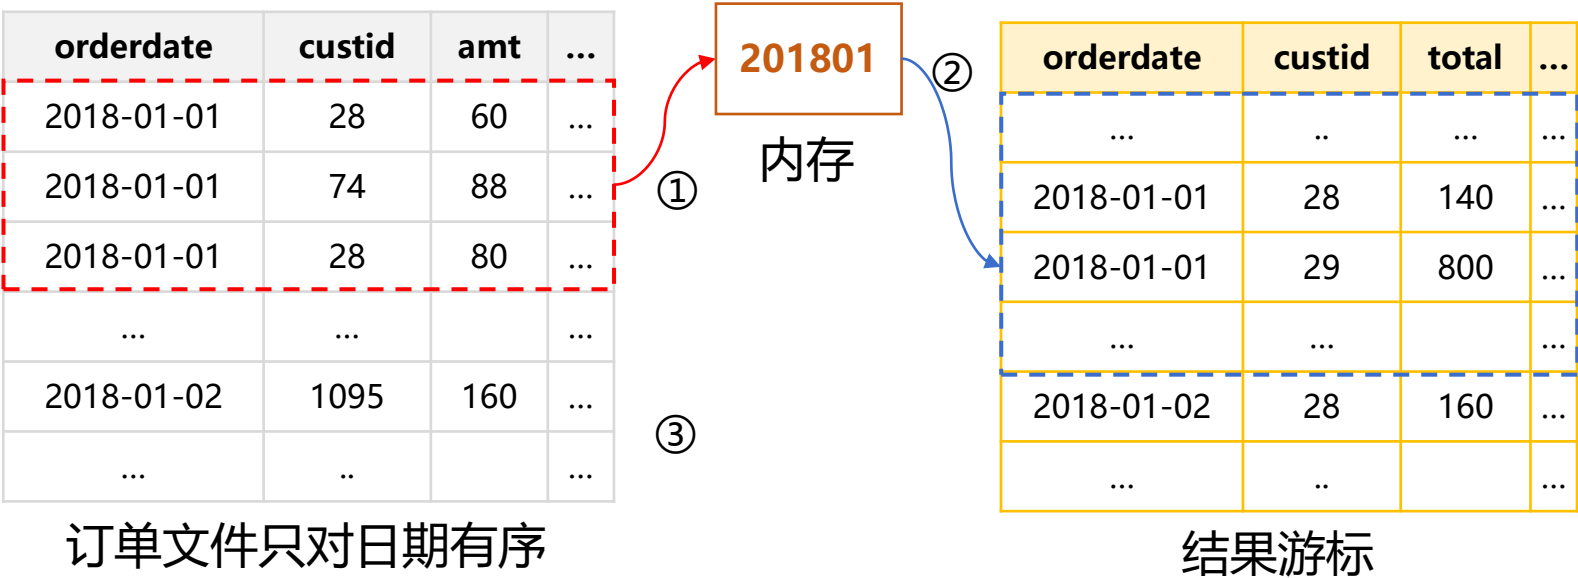 orderdate custid amt ...
2018-01-01 28 60 ...
2018-01-01 74 88 ...
2018-01-01 28 80 ...
... ... ...
2018-01-02 1095 160 ...
... .. ...
订单文件只对日期有序
①
③
201801
内存
②
orderdate custid total ...
... .. ... ...
2018-01-01 28 140 ...
2018-01-01 29 800 ...
... ... ...
2018-01-02 28 160 ...
... .. ...
结果游标